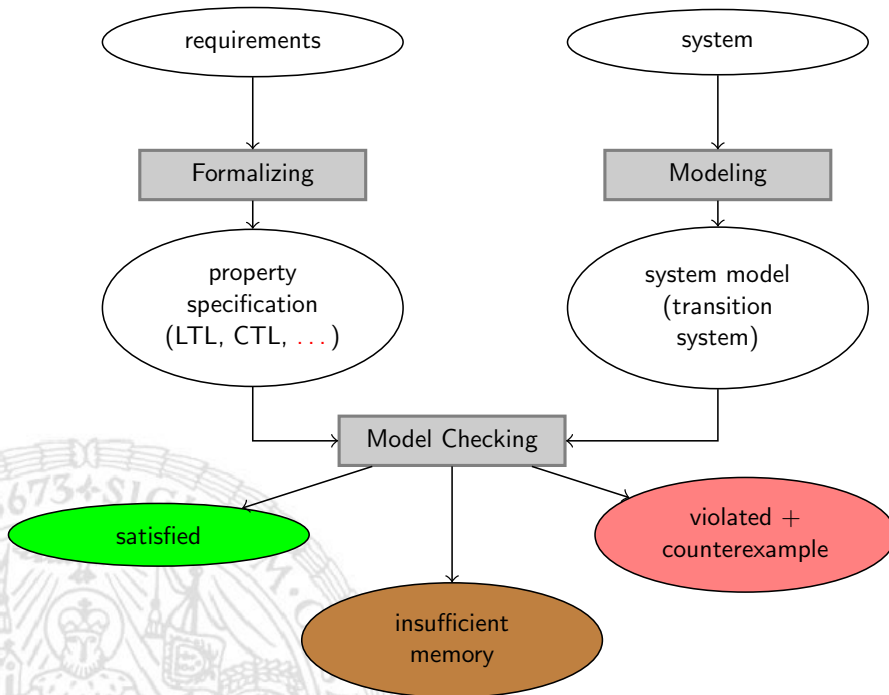 requirements
system
Formalizing
Modeling
property
specification
(LTL, CTL, ...)
system model
(transition
system)
Model Checking
satisfied
violated +
counterexample
insufficient
memory